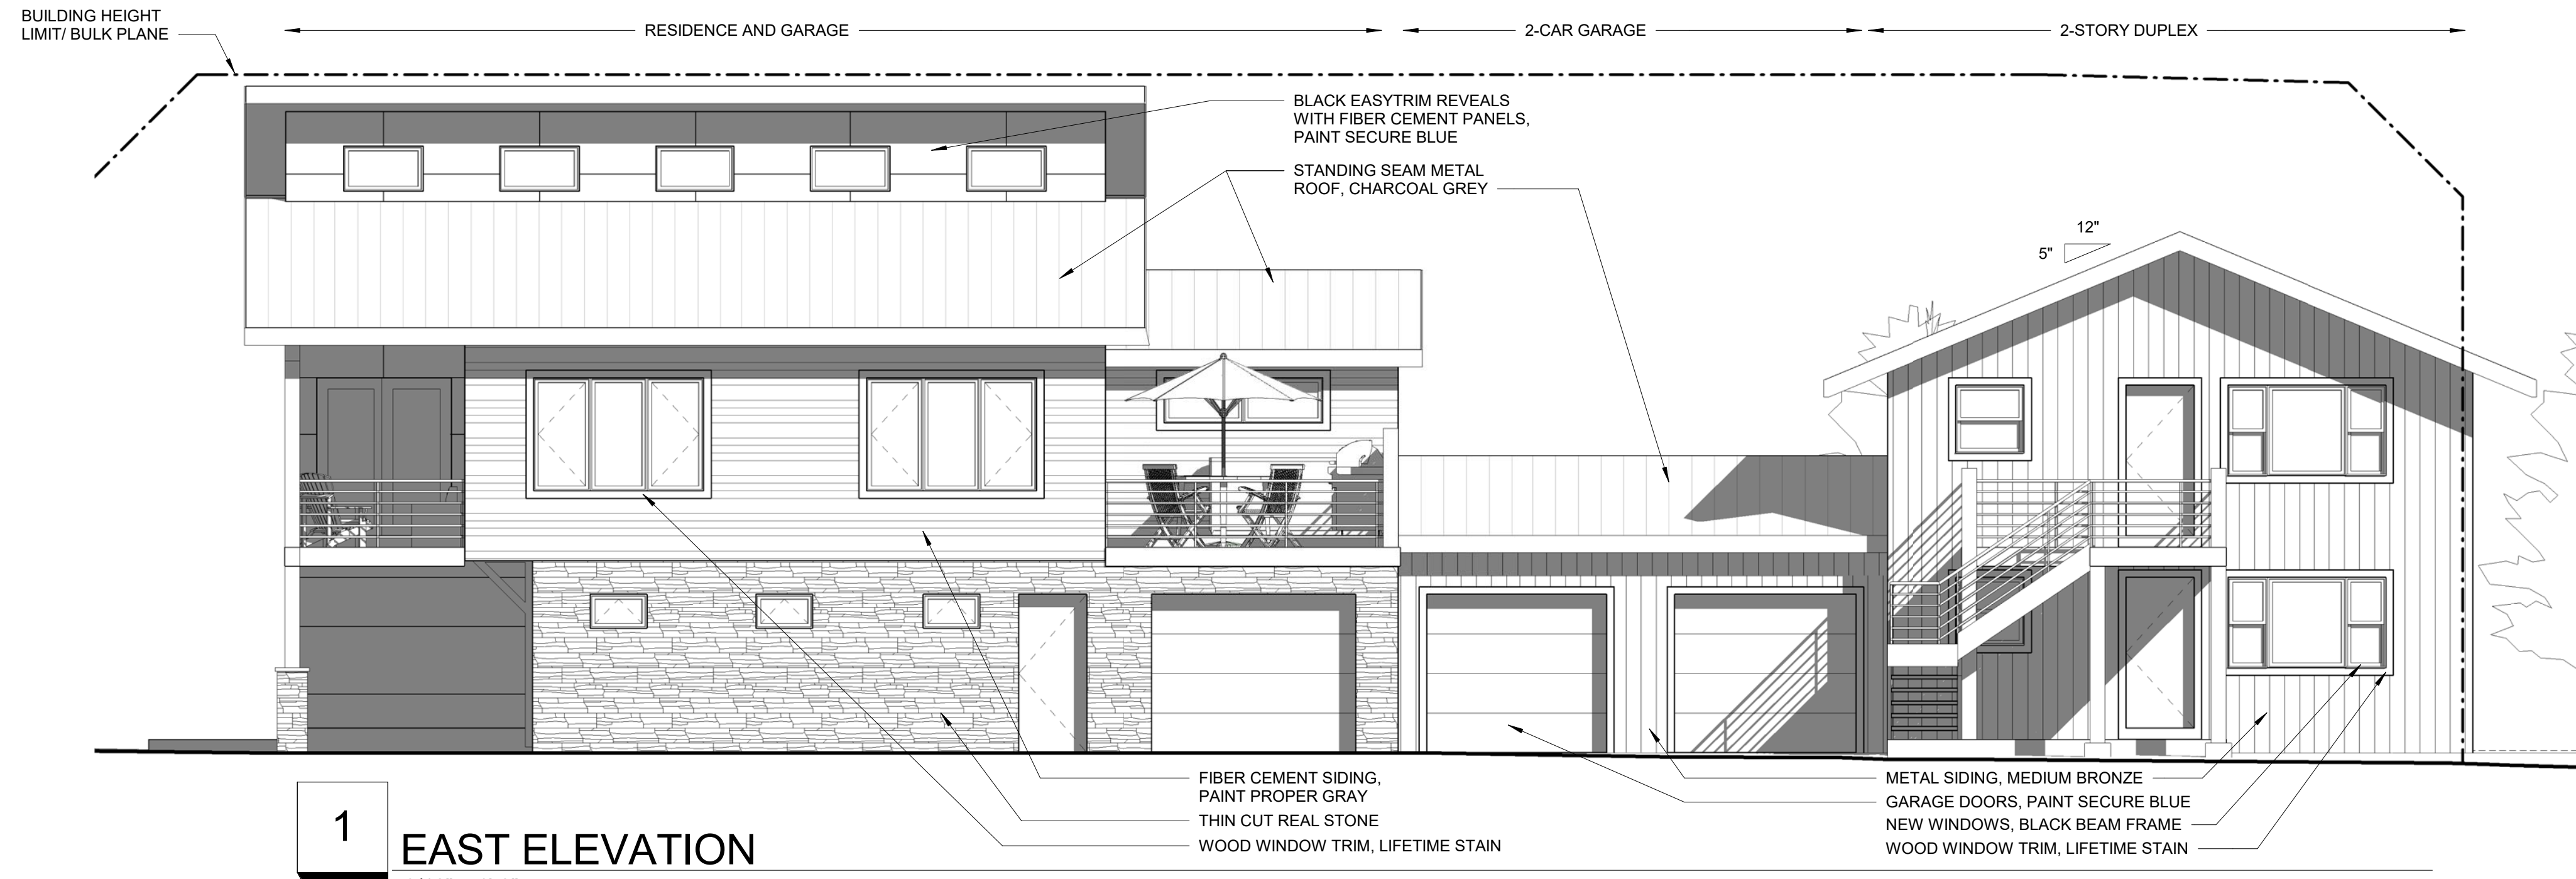 BUILDING HEIGHT
LIMIT/ BULK PLANE
RESIDENCE AND GARAGE
2-CAR GARAGE
2-STORY DUPLEX
BLACK EASYTRIM REVEALS
WITH FIBER CEMENT PANELS,
PAINT SECURE BLUE
STANDING SEAM METAL
ROOF, CHARCOAL GREY
12"
5"
FIBER CEMENT SIDING,
PAINT PROPER GRAY
THIN CUT REAL STONE
WOOD WINDOW TRIM, LIFETIME STAIN
METAL SIDING, MEDIUM BRONZE
GARAGE DOORS, PAINT SECURE BLUE
NEW WINDOWS, BLACK BEAM FRAME
WOOD WINDOW TRIM, LIFETIME STAIN
1
EAST ELEVATION